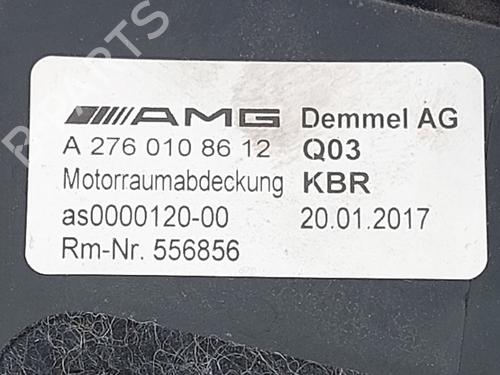 AMG Demmel AG
A 276 010 86 12 Q03
Motorraumabdeckung KBR
as0000120-00 20.01.2017
Rm-Nr. 556856